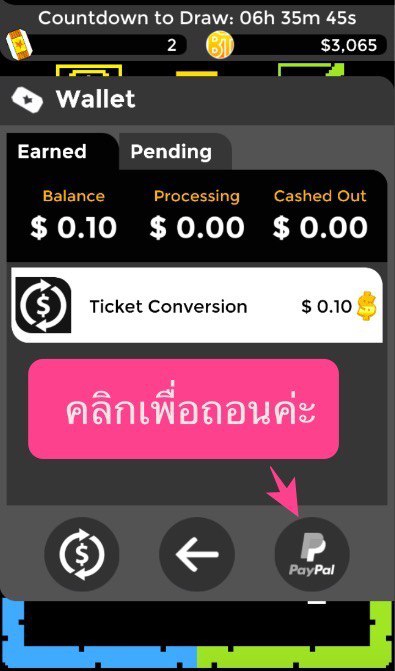 Countdown to Draw: 06h 35m 45s
2 $3,065
Wallet
Earned Pending
Balance Processing Cashed Out
$ 0.10 $ 0.00 $ 0.00
Ticket Conversion $ 0.10
คลิกเพื่อถอนค่ะ
PayPal